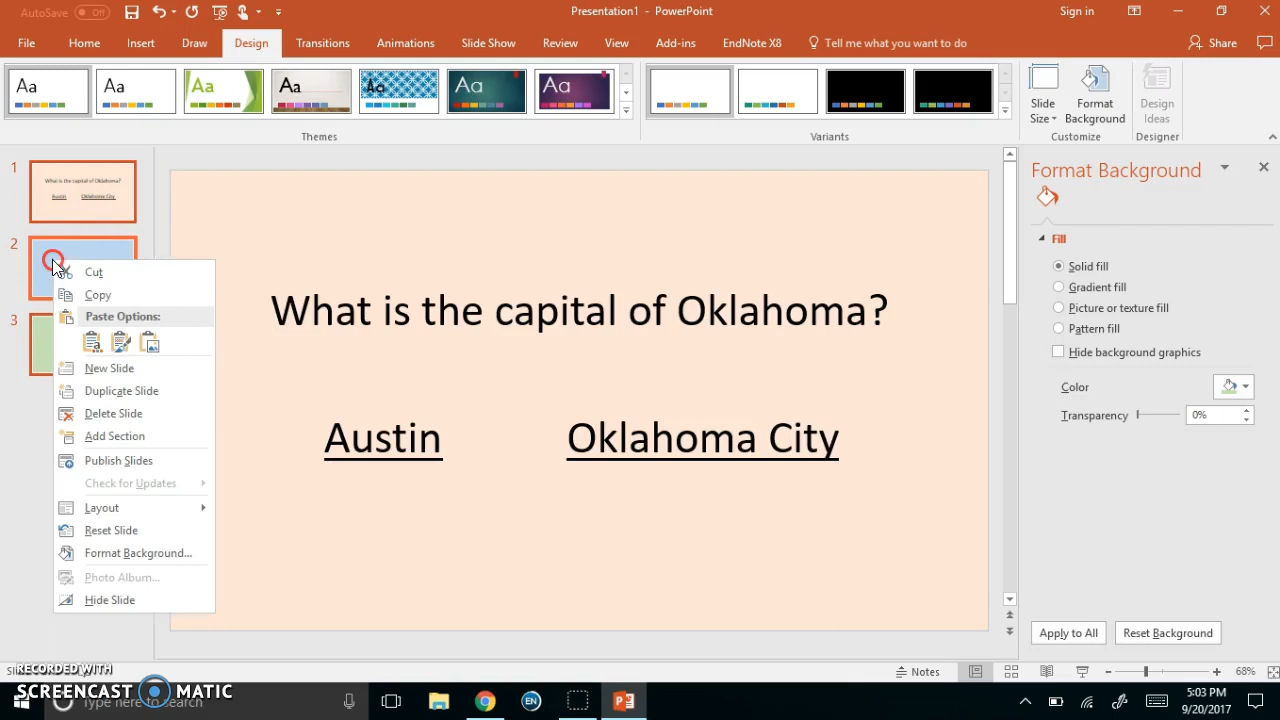 AutoSave Off
Presentation1 - PowerPoint
Sign in
File Home Insert Draw Design Transitions Animations Slide Show Review View Add-ins EndNote X8 Tell me what you want to do
Share
Aa Aa Aa Aa Aa Aa Aa
Themes
Variants
Slide Size
Format Background
Customize
Design Ideas
Designer
1
What is the capital of Oklahoma?
Austin Oklahoma City
2
3
Cut
Copy
Paste Options:
New Slide
Duplicate Slide
Delete Slide
Add Section
Publish Slides
Check for Updates
Layout
Reset Slide
Format Background...
Photo Album...
Hide Slide
What is the capital of Oklahoma?
Austin Oklahoma City
Format Background
Fill
Solid fill
Gradient fill
Picture or texture fill
Pattern fill
Hide background graphics
Color
Transparency 0%
Apply to All Reset Background
Notes
68%
RECORDED WITH
SCREENCAST MATIC
Type here to search
EN
5:03 PM
9/20/2017